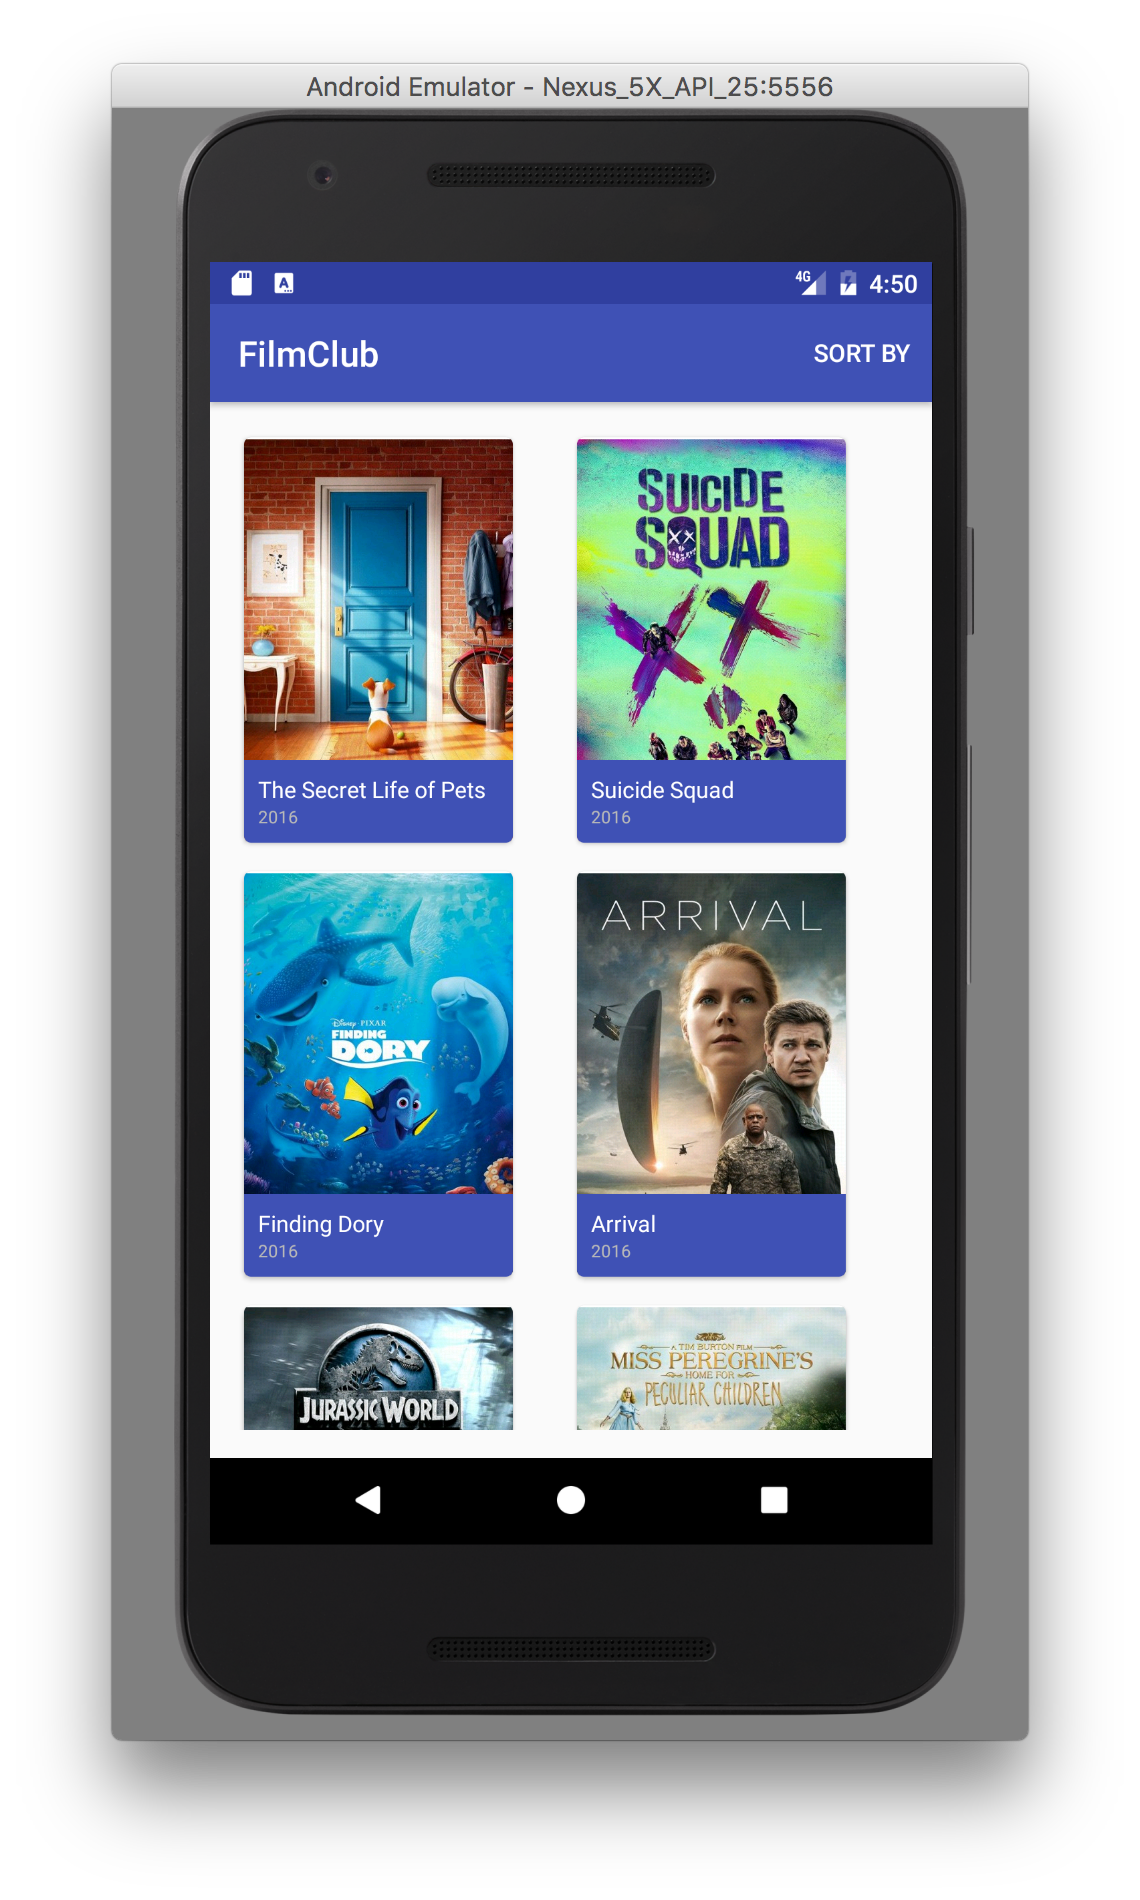 Android Emulator - Nexus_5X_API_25:5556
4G 4:50
FilmClub
SORT BY
SUICIDE
SQUAD
The Secret Life of Pets
2016
Suicide Squad
2016
Disney · PIXAR
FINDING
DORY
ARRIVAL
Finding Dory
2016
Arrival
2016
JURASSIC WORLD
A TIM BURTON FILM
MISS PEREGRINE'S
HOME FOR
PECULIAR CHILDREN